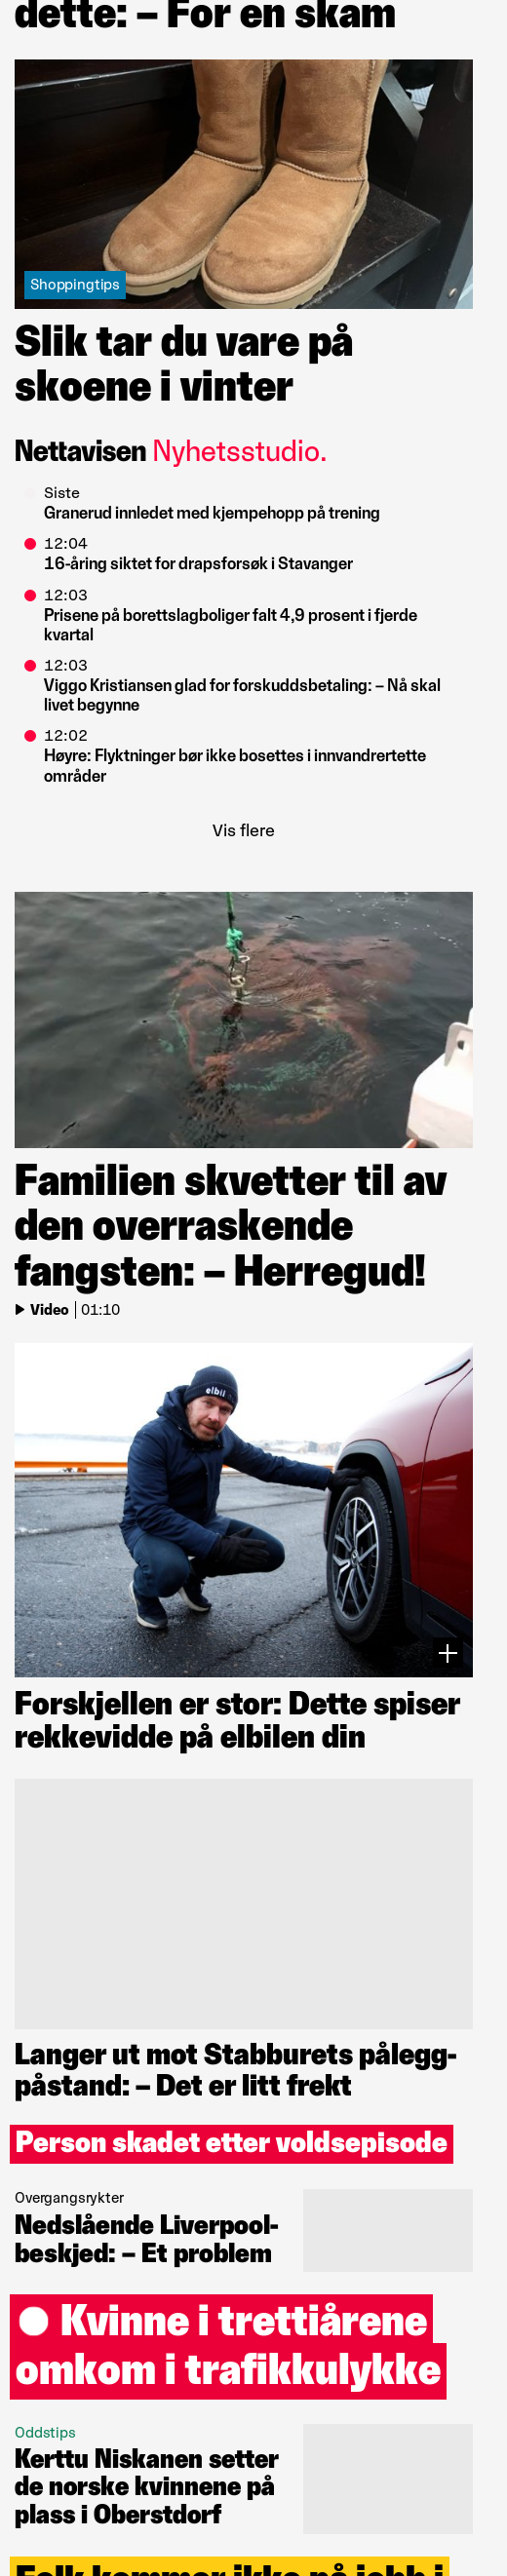 dette: – For en skam
Shoppingtips
Slik tar du vare på
skoene i vinter
Nettavisen Nyhetsstudio.
Siste
Granerud innledet med kjempehopp på trening
12:04
16-åring siktet for drapsforsøk i Stavanger
12:03
Prisene på borettslagboliger falt 4,9 prosent i fjerde
kvartal
12:03
Viggo Kristiansen glad for forskuddsbetaling: – Nå skal
livet begynne
12:02
Høyre: Flyktninger bør ikke bosettes i innvandrertette
områder
Vis flere
Familien skvetter til av
den overraskende
fangsten: – Herregud!
Video 01:10
elbil
Forskjellen er stor: Dette spiser
rekkevidde på elbilen din
Langer ut mot Stabburets pålegg-
påstand: – Det er litt frekt
Person skadet etter voldsepisode
Overgangsrykter
Nedslående Liverpool-
beskjed: – Et problem
Kvinne i trettiårene
omkom i trafikkulykke
Oddstips
Kerttu Niskanen setter
de norske kvinnene på
plass i Oberstdorf
Folk kommer ikke på jobb i